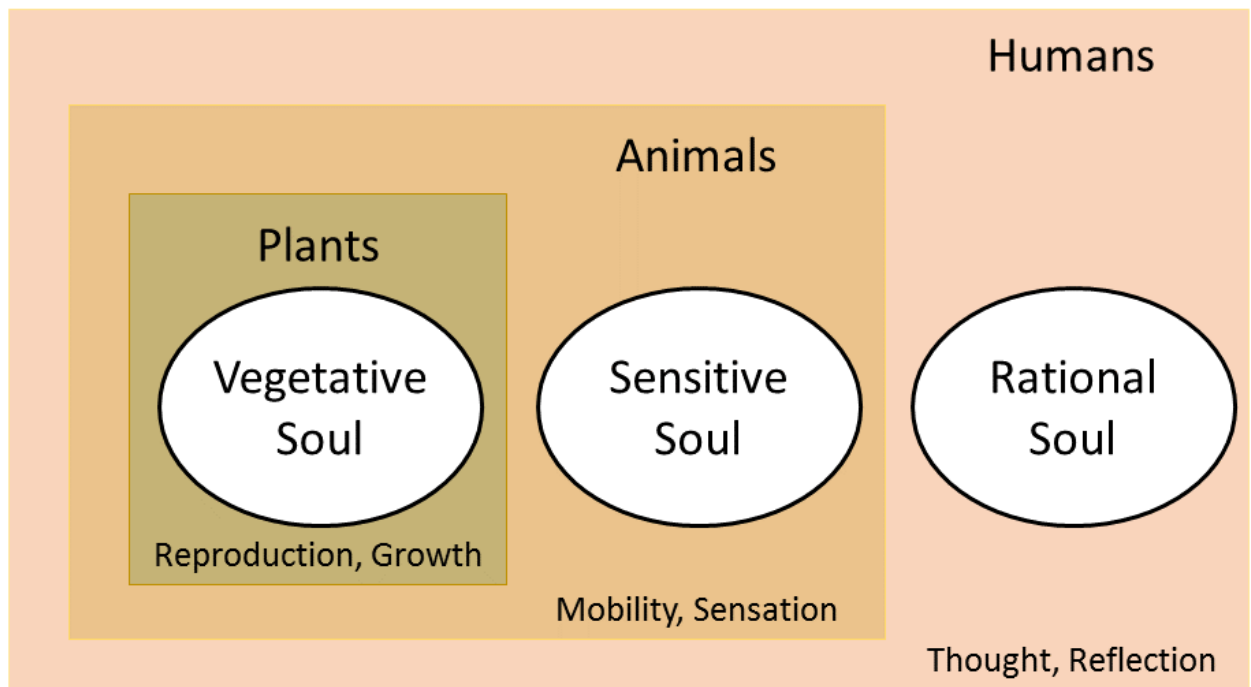 Humans
Animals
Plants
Vegetative
Soul
Sensitive
Soul
Rational
Soul
Reproduction, Growth
Mobility, Sensation
Thought, Reflection